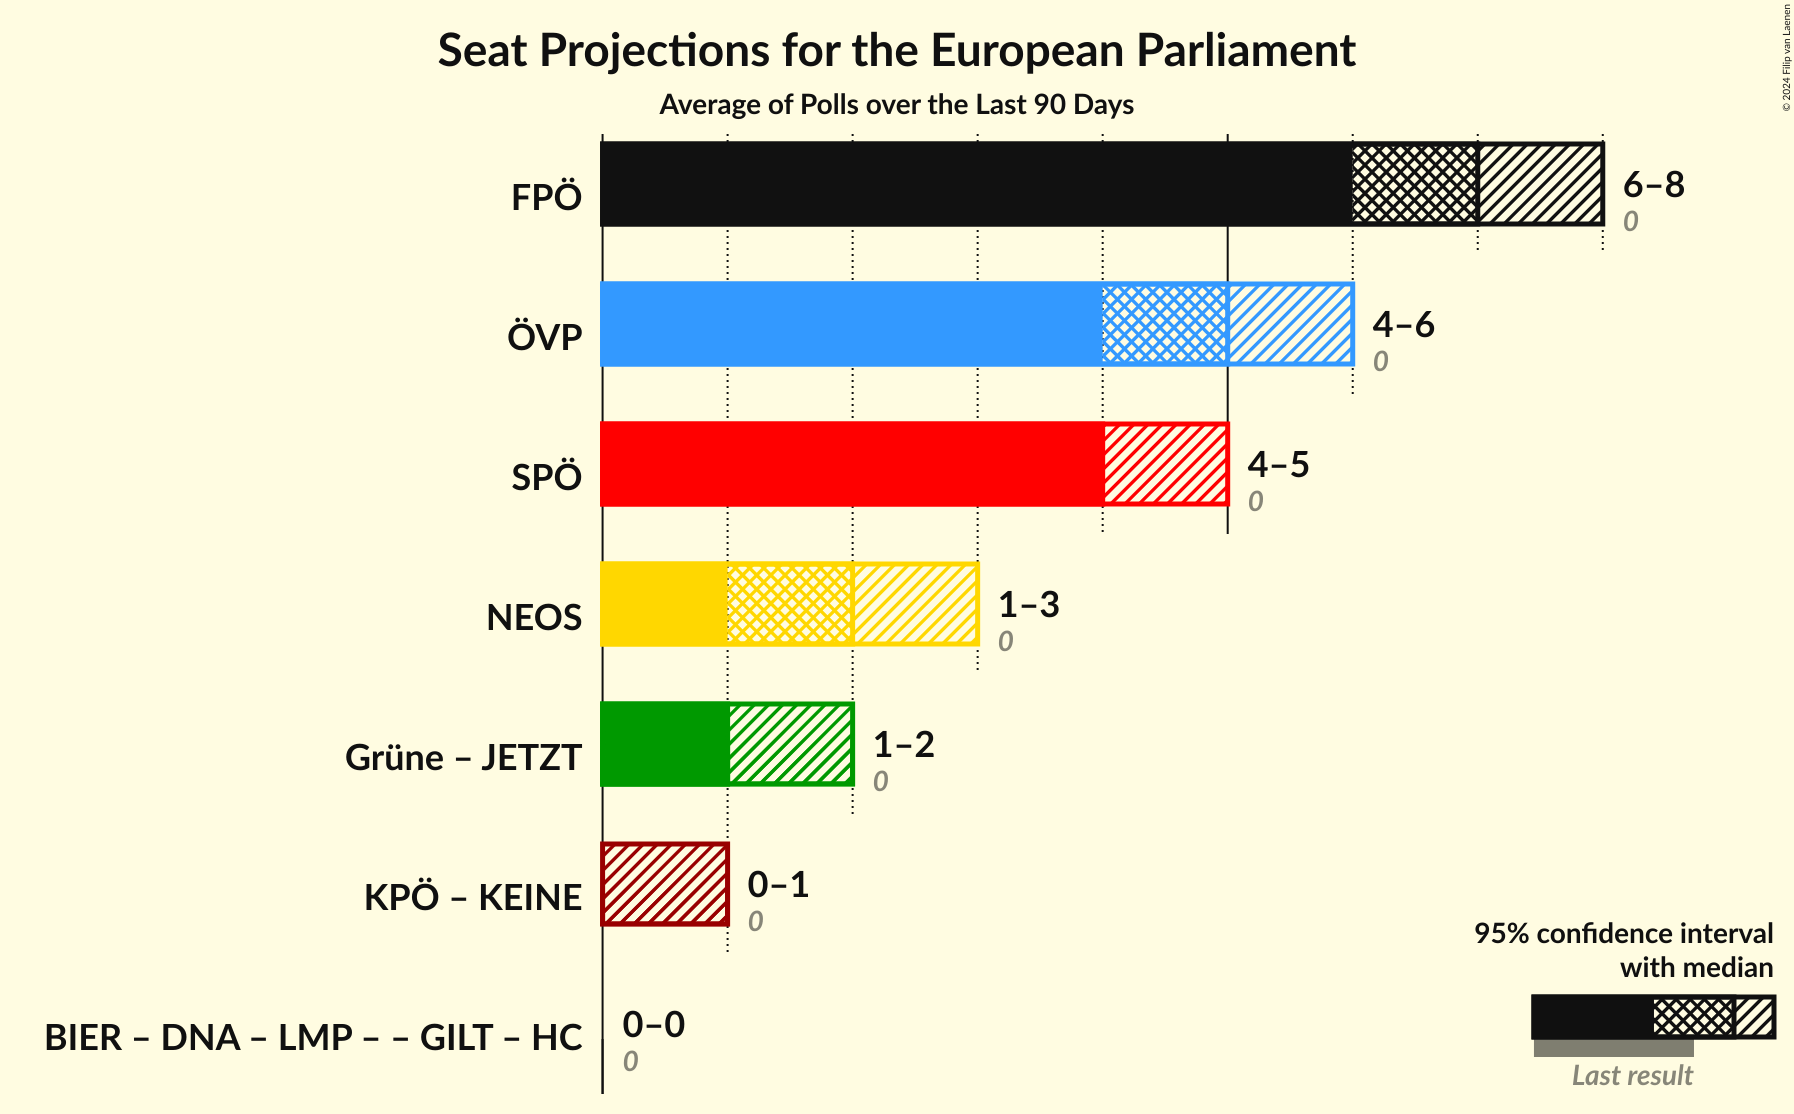 Seat Projections for the European Parliament
Average of Polls over the Last 90 Days
© 2024 Filip van Laenen
FPÖ
6–8
0
ÖVP
4–6
0
SPÖ
4–5
0
NEOS
1–3
0
Grüne – JETZT
1–2
0
KPÖ – KEINE
0–1
0
BIER – DNA – LMP – – GILT – HC
0–0
0
95% confidence interval
with median
Last result